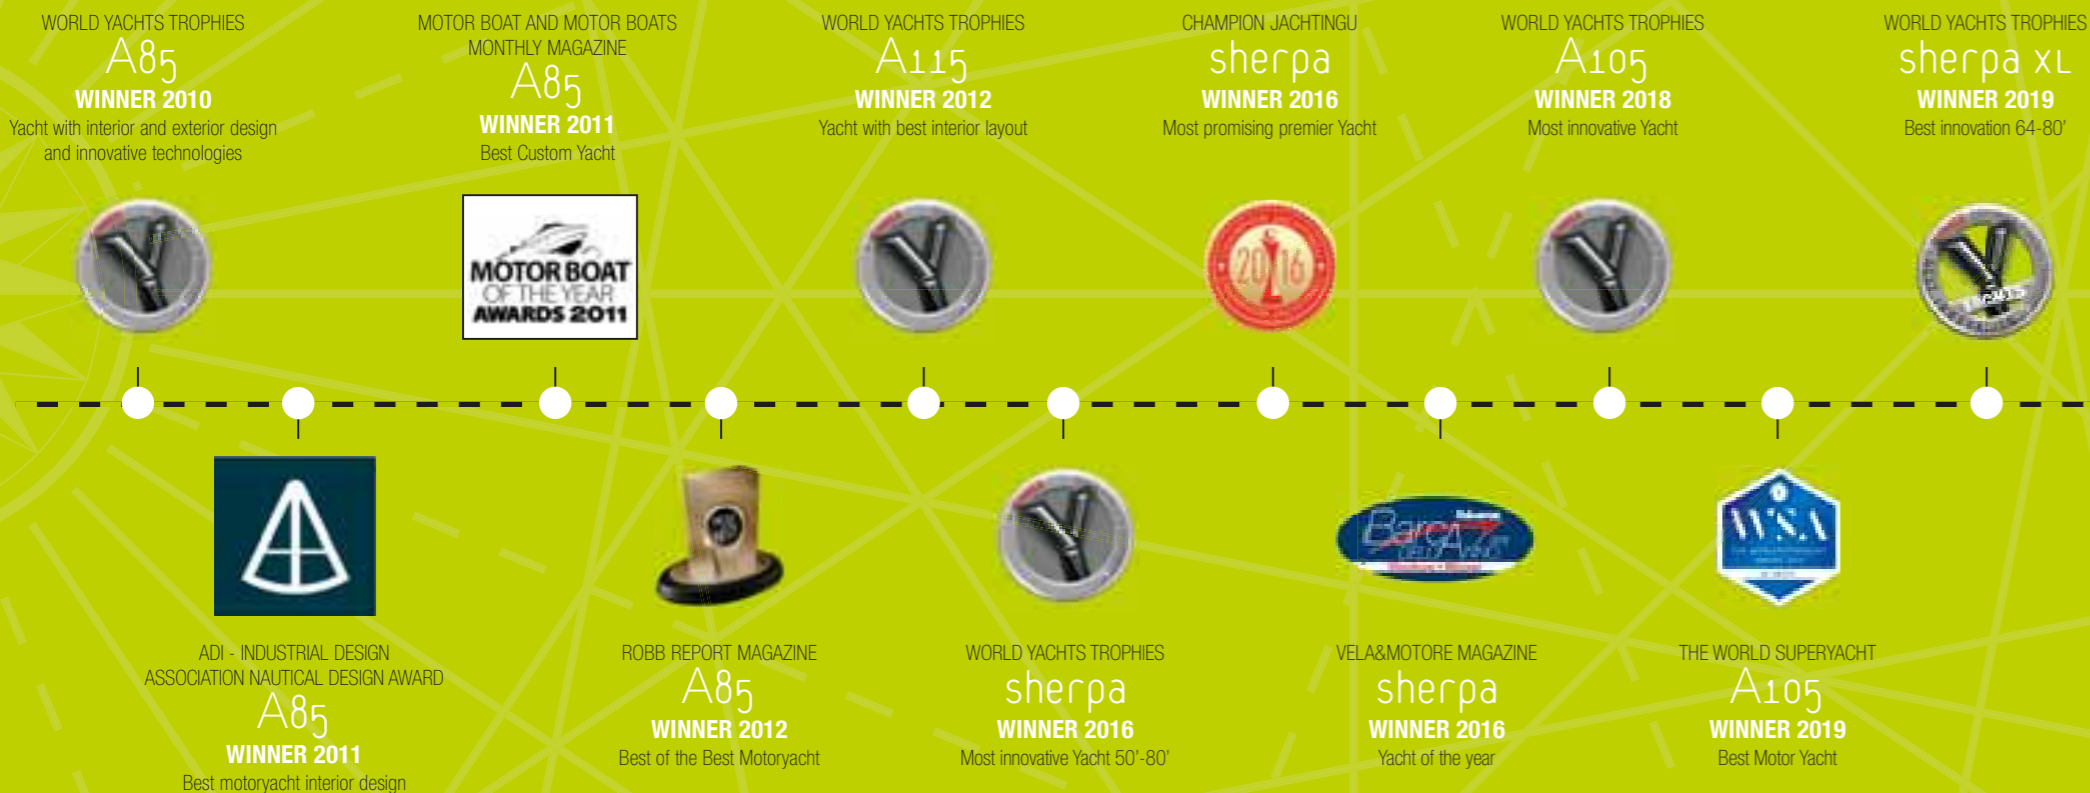 WORLD YACHTS TROPHIES
A85
WINNER 2010
Yacht with interior and exterior design
and innovative technologies
MOTOR BOAT AND MOTOR BOATS
MONTHLY MAGAZINE
A85
WINNER 2011
Best Custom Yacht
MOTOR BOAT
OF THE YEAR
AWARDS 2011
WORLD YACHTS TROPHIES
A115
WINNER 2012
Yacht with best interior layout
CHAMPION JACHTINGU
sherpa
WINNER 2016
Most promising premier Yacht
2016
WORLD YACHTS TROPHIES
A105
WINNER 2018
Most innovative Yacht
WORLD YACHTS TROPHIES
sherpa XL
WINNER 2019
Best innovation 64-80'
YACHTS
ADI - INDUSTRIAL DESIGN
ASSOCIATION NAUTICAL DESIGN AWARD
A85
WINNER 2011
Best motoryacht interior design
ROBB REPORT MAGAZINE
A85
WINNER 2012
Best of the Best Motoryacht
WORLD YACHTS TROPHIES
sherpa
WINNER 2016
Most innovative Yacht 50'-80'
Barca
VELA&MOTORE MAGAZINE
sherpa
WINNER 2016
Yacht of the year
WSA
THE WORLD SUPERYACHT
A105
WINNER 2019
Best Motor Yacht